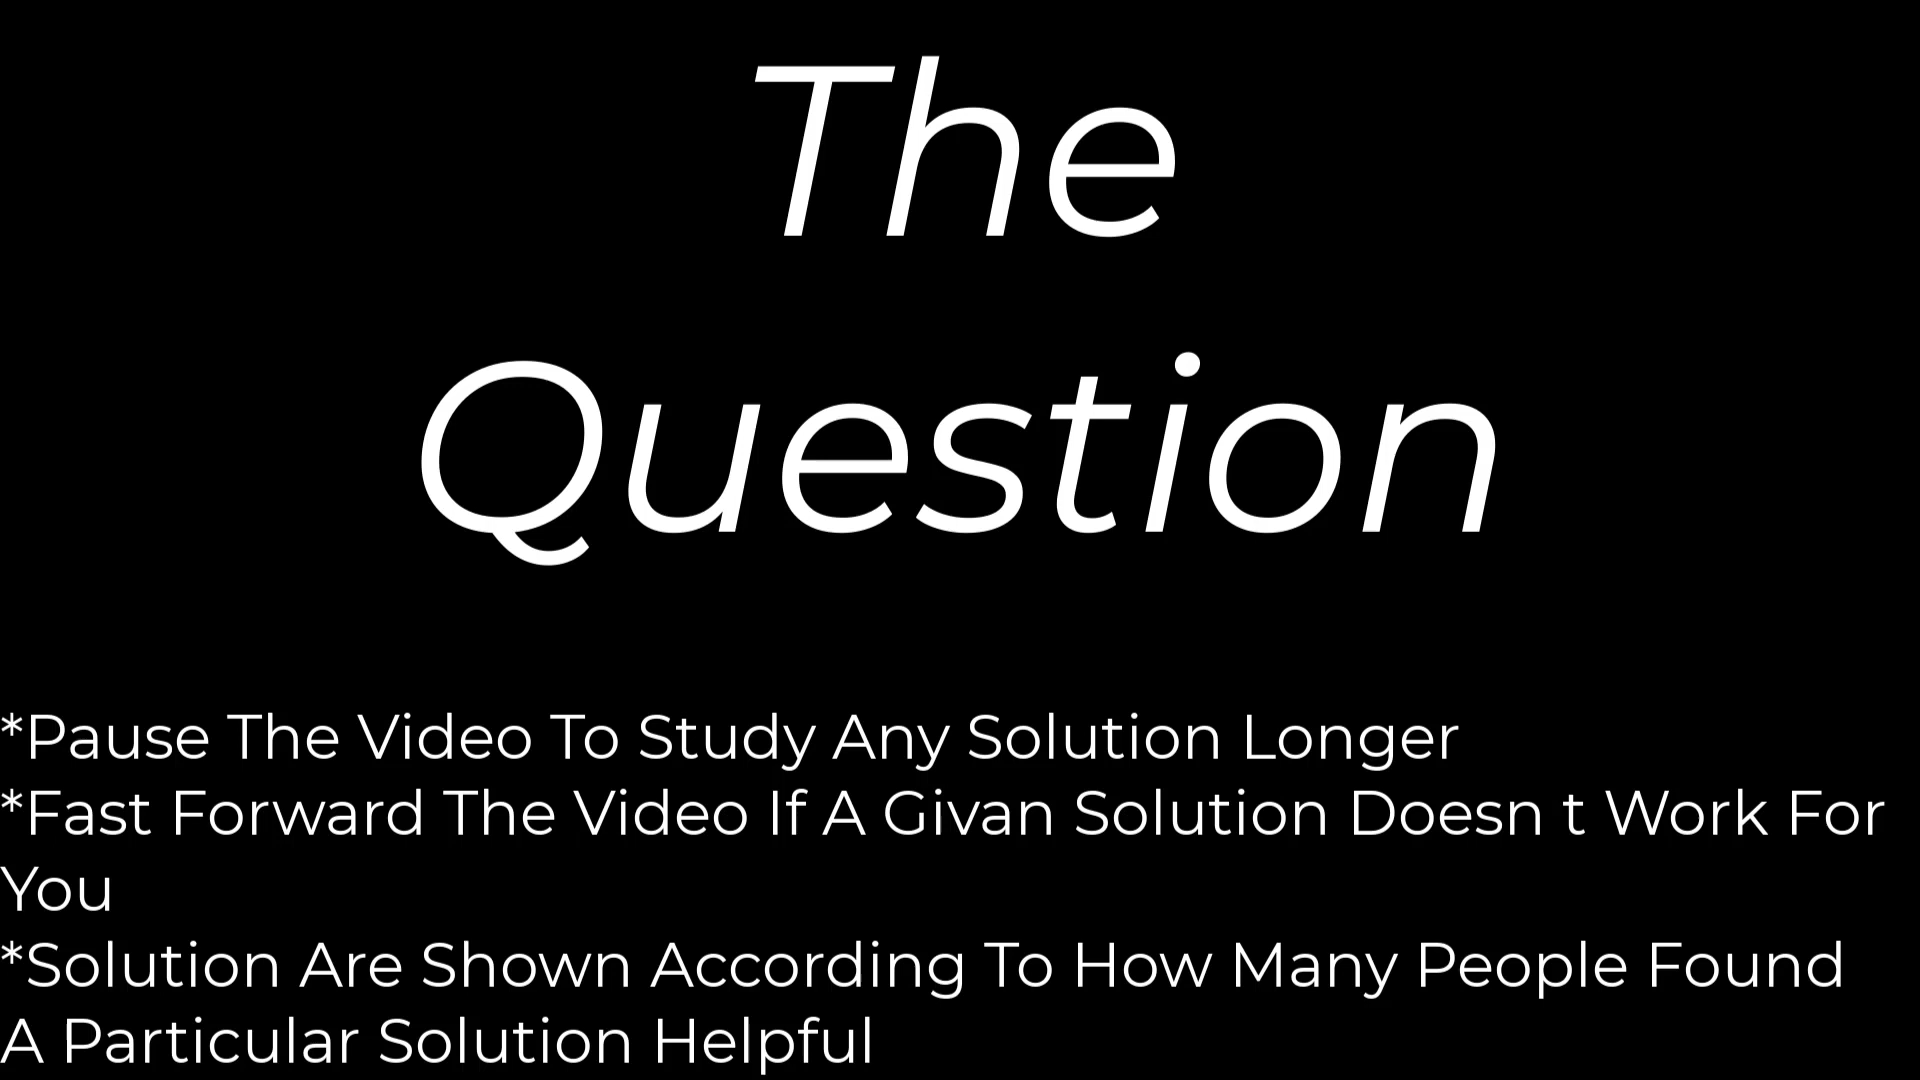 The
Question
*Pause The Video To Study Any Solution Longer
*Fast Forward The Video If A Givan Solution Doesn t Work For
You
*Solution Are Shown According To How Many People Found
A Particular Solution Helpful